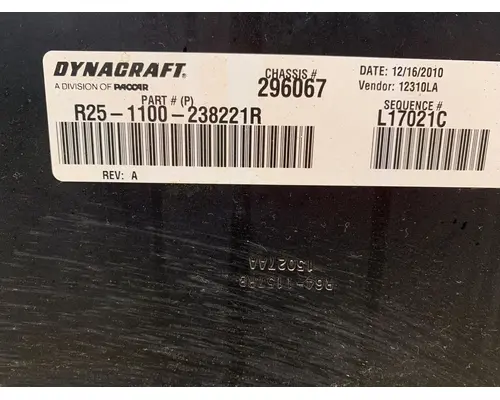 DYNACRAFT.
A DIVISION OF PACCAR
CHASSIS #
296067
DATE: 12/16/2010
Vendor: 12310LA
PART # (P)
R25-1100-238221R
SEQUENCE #
L17021C
REV: A
15027AA